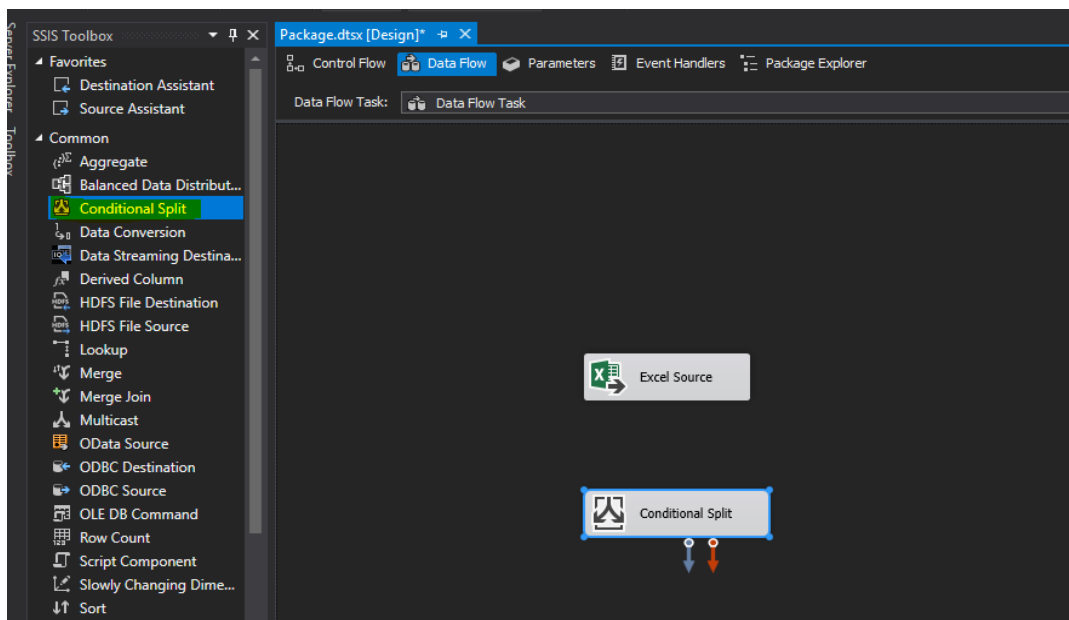 Server Explorer
Toolbox
SSIS Toolbox
Favorites
Destination Assistant
Source Assistant
Common
Aggregate
Balanced Data Distribut...
Conditional Split
Data Conversion
Data Streaming Destina...
Derived Column
HDFS File Destination
HDFS File Source
Lookup
Merge
Merge Join
Multicast
OData Source
ODBC Destination
ODBC Source
OLE DB Command
Row Count
Script Component
Slowly Changing Dime...
Sort
Package.dtsx [Design]*
Control Flow Data Flow Parameters Event Handlers Package Explorer
Data Flow Task: Data Flow Task
Excel Source
Conditional Split